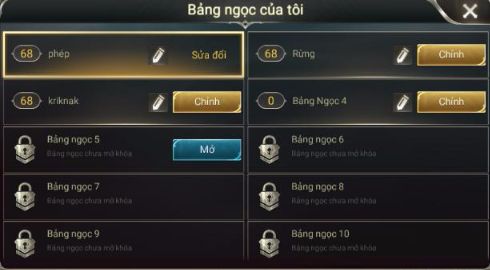 Bảng ngọc của tôi
68 phép Sửa đổi
68 Rừng Chỉnh
68 kriknak Chỉnh
0 Bảng Ngọc 4 Chỉnh
Bảng ngọc 5
Bảng ngọc chưa mở khóa
Mở
Bảng ngọc 6
Bảng ngọc chưa mở khóa
Bảng ngọc 7
Bảng ngọc chưa mở khóa
Bảng ngọc 8
Bảng ngọc chưa mở khóa
Bảng ngọc 9
Bảng ngọc chưa mở khóa
Bảng ngọc 10
Bảng ngọc chưa mở khóa